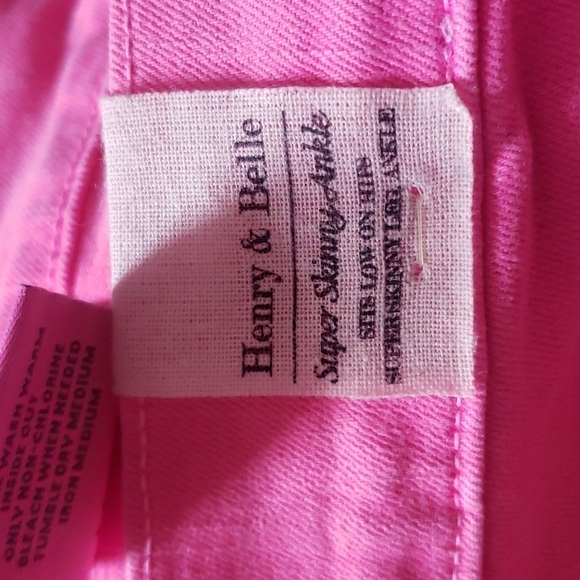 Henry & Belle
Super Skinny Ankle
SITS LOW ON HIPS
SUPER SKINNY LEG, ANKLE
WASH WARM
INSIDE OUT
ONLY NON-CHLORINE
BLEACH WHEN NEEDED
TUMBLE DRY MEDIUM
IRON MEDIUM